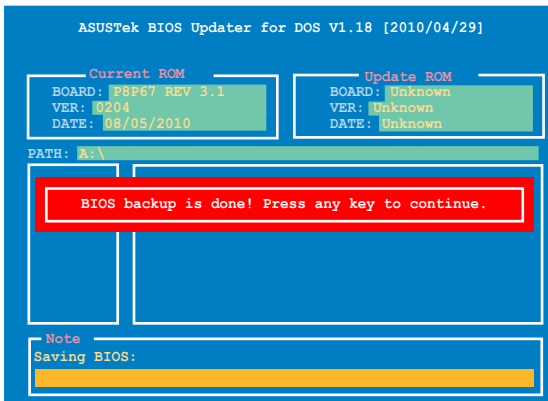 ASUSTek BIOS Updater for DOS V1.18 [2010/04/29]
Current ROM
BOARD: P8P67 REV 3.1
VER: 0204
DATE: 08/05/2010
Update ROM
BOARD: Unknown
VER: Unknown
DATE: Unknown
PATH: A:\
BIOS backup is done! Press any key to continue.
Note
Saving BIOS: